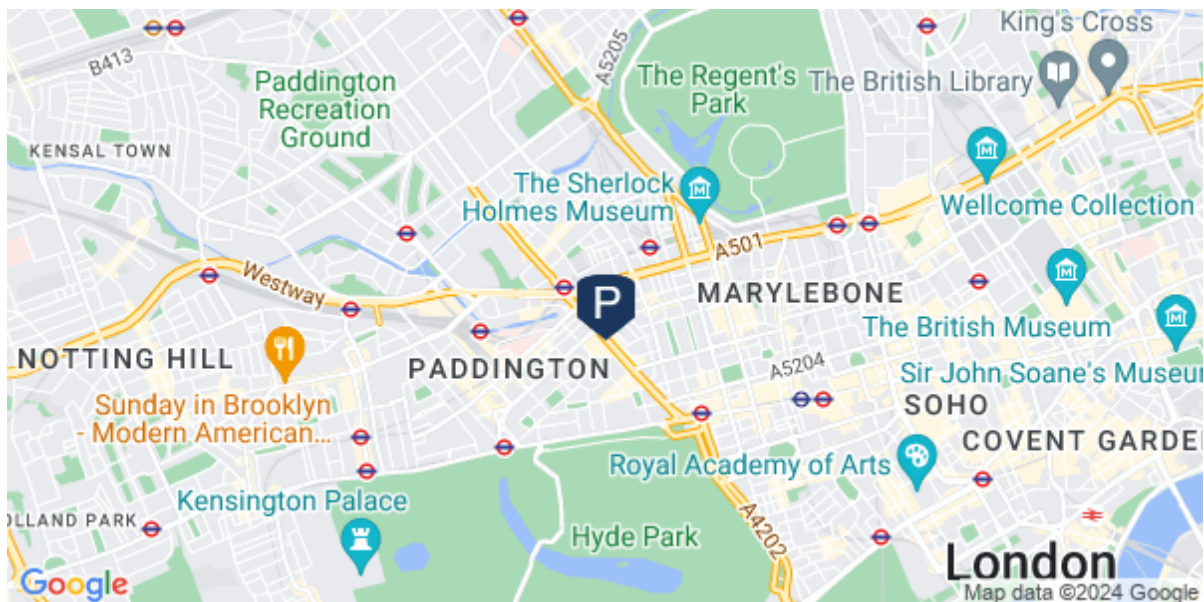 King's Cross
B413
A5205
The Regent's
Park
The British Library
Paddington
Recreation
Ground
KENSAL TOWN
The Sherlock
Holmes Museum
Wellcome Collection
A501
Westway
P
MARYLEBONE
The British Museum
NOTTING HILL
PADDINGTON
A5204
Sir John Soane's Museu
Sunday in Brooklyn
- Modern American...
SOHO
COVENT GARDE
Royal Academy of Arts
Kensington Palace
OLLAND PARK
A4202
Hyde Park
London
Google
Map data ©2024 Google